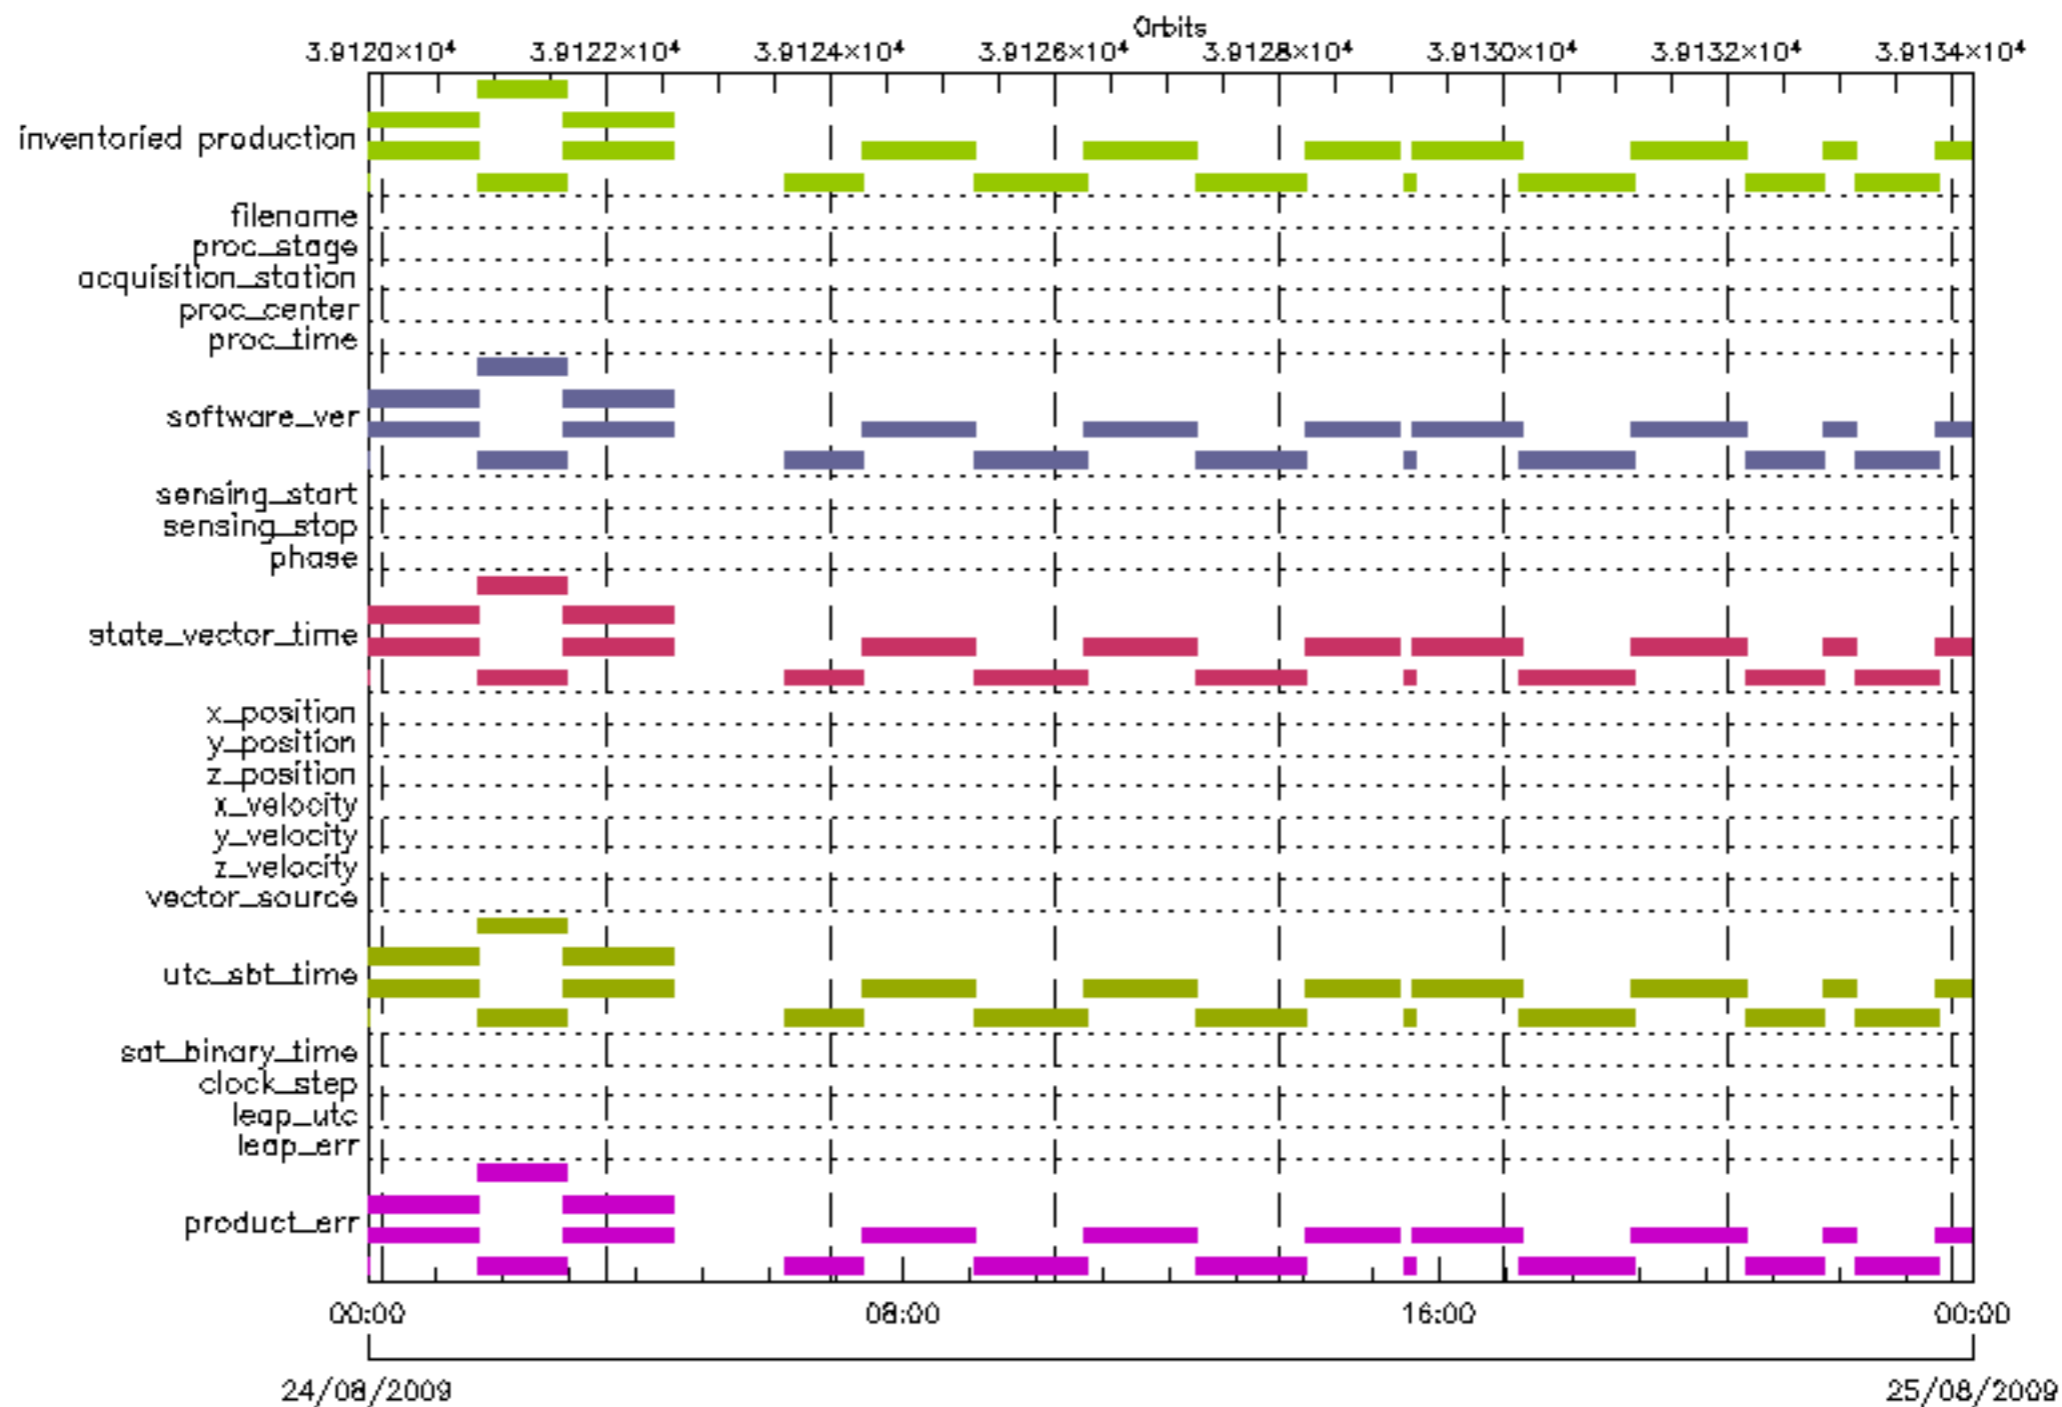 Orbits
3.9120×10⁴ 3.9122×10⁴ 3.9124×10⁴ 3.9126×10⁴ 3.9128×10⁴ 3.9130×10⁴ 3.9132×10⁴ 3.9134×10⁴
inventoried production
filename
proc_stage
acquisition_station
proc_center
proc_time
software_ver
sensing_start
sensing_stop
phase
state_vector_time
x_position
y_position
z_position
x_velocity
y_velocity
z_velocity
vector_source
utc_sbt_time
sat_binary_time
clock_step
leap_utc
leap_err
product_err
00:00 08:00 16:00 00:00
24/08/2009 25/08/2009